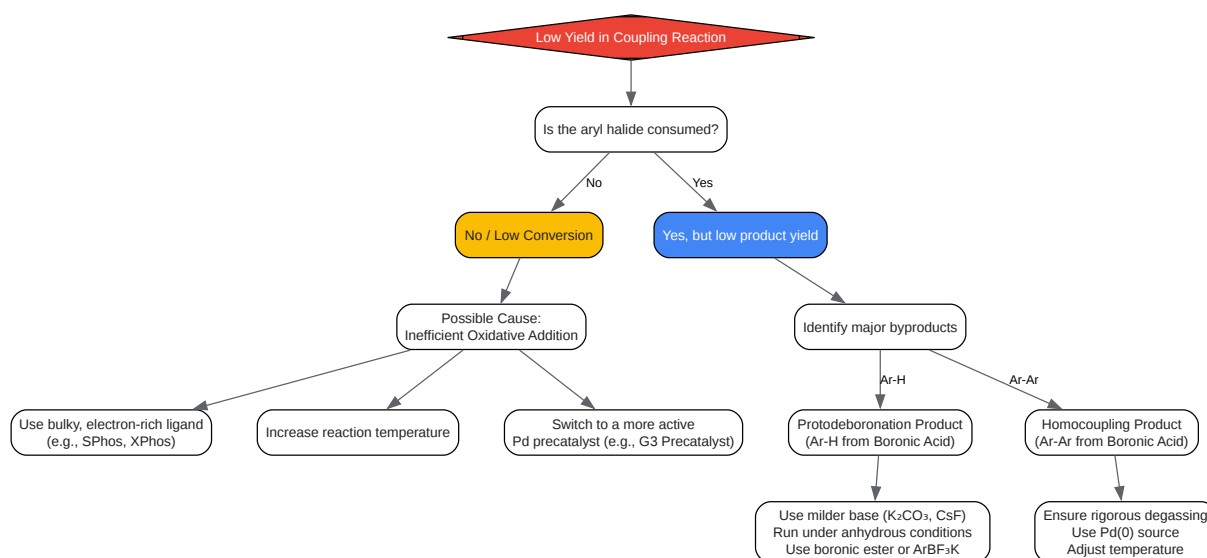 Low Yield in Coupling Reaction
Is the aryl halide consumed?
No
Yes
No / Low Conversion
Yes, but low product yield
Possible Cause:
Inefficient Oxidative Addition
Identify major byproducts
Ar-H
Ar-Ar
Use bulky, electron-rich ligand
(e.g., SPhos, XPhos)
Increase reaction temperature
Switch to a more active
Pd precatalyst (e.g., G3 Precatalyst)
Protodeboronation Product
(Ar-H from Boronic Acid)
Homocoupling Product
(Ar-Ar from Boronic Acid)
Use milder base (K₂CO₃, CsF)
Run under anhydrous conditions
Use boronic ester or ArBF₃K
Ensure rigorous degassing
Use Pd(0) source
Adjust temperature